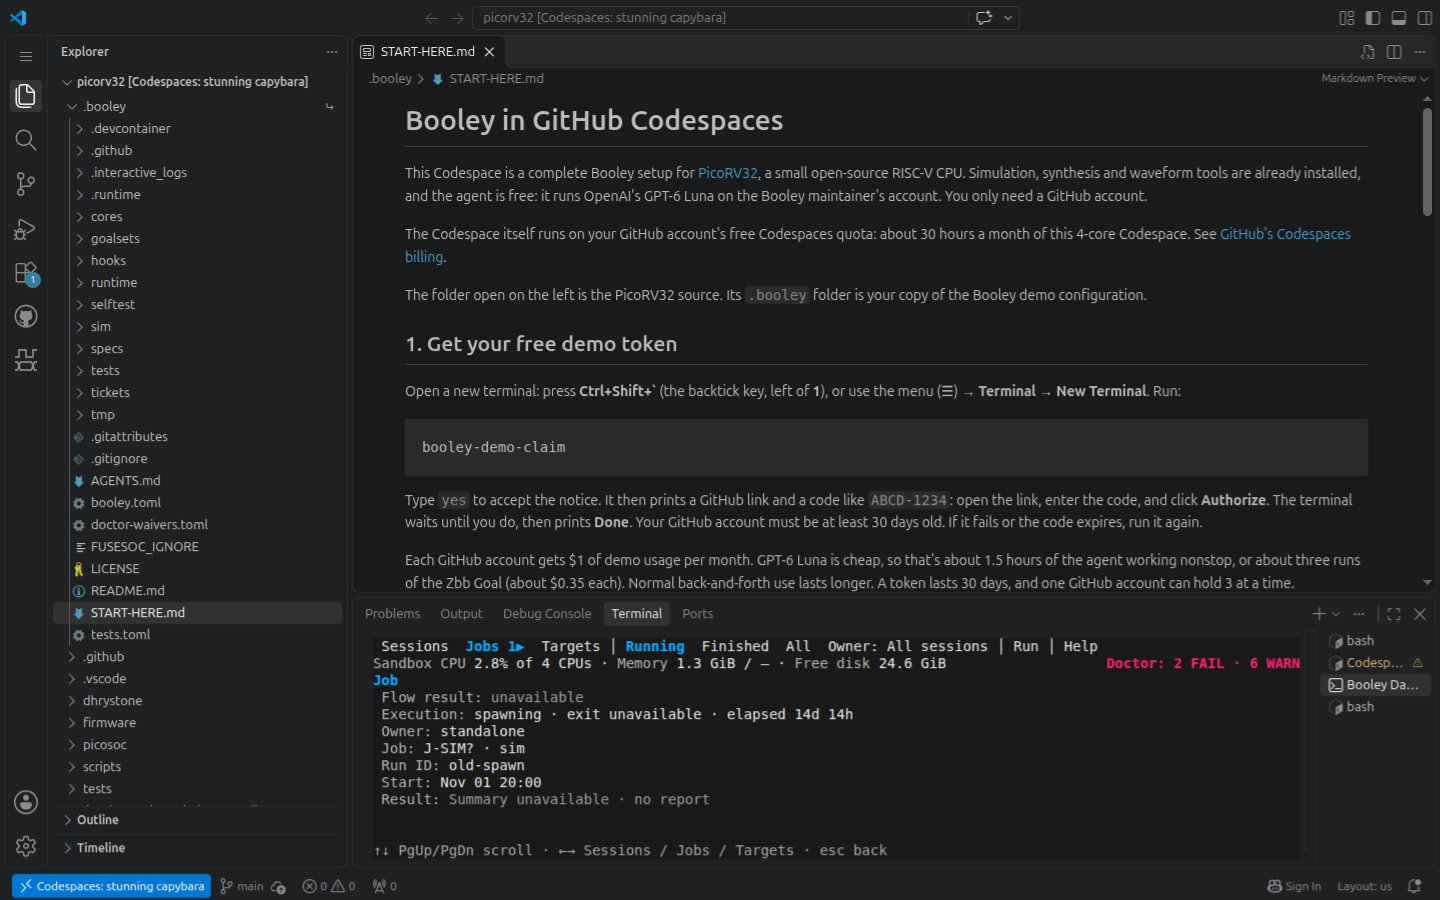 picorv32 [Codespaces: stunning capybara]
Explorer
picorv32 [Codespaces: stunning capybara]
.booley
.devcontainer
.github
.interactive_logs
.runtime
cores
goalsets
hooks
runtime
selftest
sim
specs
tests
tickets
tmp
.gitattributes
.gitignore
AGENTS.md
booley.toml
doctor-waivers.toml
FUSESOC_IGNORE
LICENSE
README.md
START-HERE.md
tests.toml
.github
.vscode
dhrystone
firmware
picosoc
scripts
tests
Outline
Timeline
1
START-HERE.md
.booley > START-HERE.md
Markdown Preview
Booley in GitHub Codespaces
This Codespace is a complete Booley setup for PicoRV32, a small open-source RISC-V CPU. Simulation, synthesis and waveform tools are already installed,
and the agent is free: it runs OpenAI's GPT-6 Luna on the Booley maintainer's account. You only need a GitHub account.
The Codespace itself runs on your GitHub account's free Codespaces quota: about 30 hours a month of this 4-core Codespace. See GitHub's Codespaces
billing.
The folder open on the left is the PicoRV32 source. Its .booley folder is your copy of the Booley demo configuration.
1. Get your free demo token
Open a new terminal: press Ctrl+Shift+` (the backtick key, left of 1), or use the menu (☰) → Terminal → New Terminal. Run:
booley-demo-claim
Type yes to accept the notice. It then prints a GitHub link and a code like ABCD-1234: open the link, enter the code, and click Authorize. The terminal
waits until you do, then prints Done. Your GitHub account must be at least 30 days old. If it fails or the code expires, run it again.
Each GitHub account gets $1 of demo usage per month. GPT-6 Luna is cheap, so that's about 1.5 hours of the agent working nonstop, or about three runs
of the Zbb Goal (about $0.35 each). Normal back-and-forth use lasts longer. A token lasts 30 days, and one GitHub account can hold 3 at a time.
Problems Output Debug Console Terminal Ports
Sessions Jobs 1▶ Targets | Running Finished All Owner: All sessions | Run | Help
Sandbox CPU 2.8% of 4 CPUs · Memory 1.3 GiB / — · Free disk 24.6 GiB Doctor: 2 FAIL · 6 WARN
Job
Flow result: unavailable
Execution: spawning · exit unavailable · elapsed 14d 14h
Owner: standalone
Job: J-SIM? · sim
Run ID: old-spawn
Start: Nov 01 20:00
Result: Summary unavailable · no report
↑↓ PgUp/PgDn scroll · ←→ Sessions / Jobs / Targets · esc back
bash
Codesp...
Booley Da...
bash
Codespaces: stunning capybara main 0 0 0 Sign In Layout: us